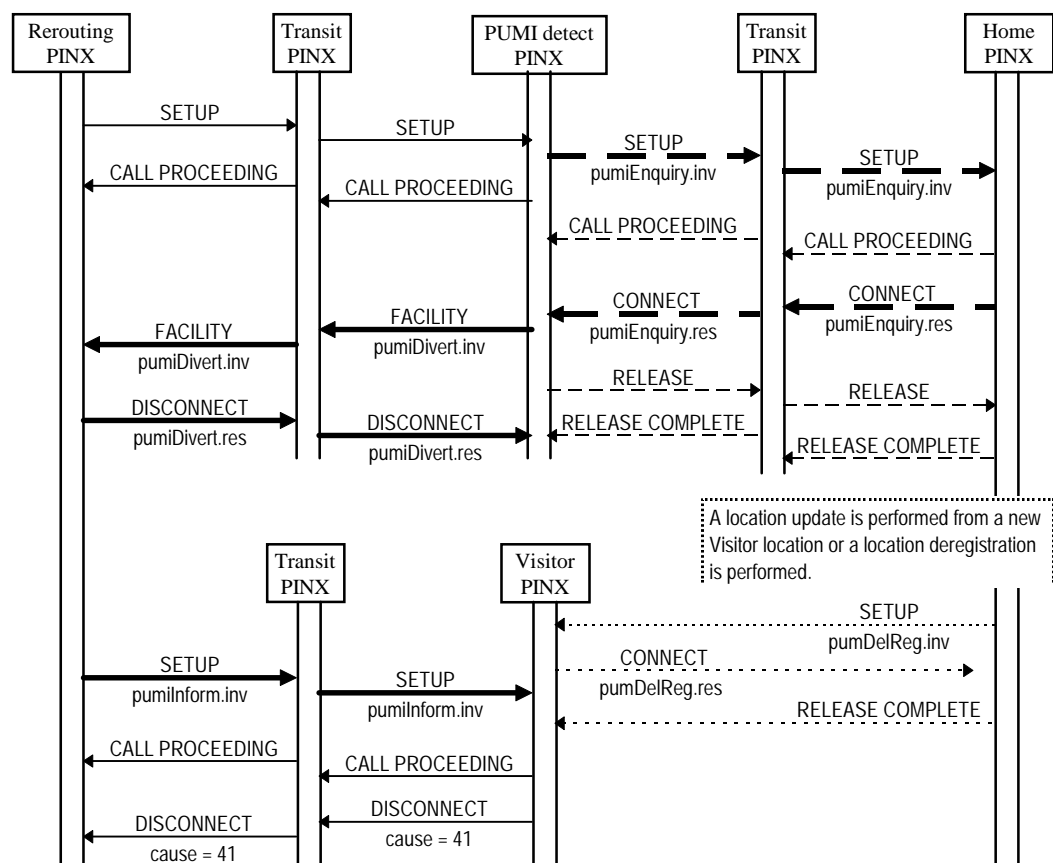 Rerouting
PINX
Transit
PINX
PUMI detect
PINX
Transit
PINX
Home
PINX
SETUP
SETUP
SETUP
pumiEnquiry.inv
SETUP
pumiEnquiry.inv
CALL PROCEEDING
CALL PROCEEDING
CALL PROCEEDING
CALL PROCEEDING
CONNECT
pumiEnquiry.res
CONNECT
pumiEnquiry.res
FACILITY
pumiDivert.inv
FACILITY
pumiDivert.inv
RELEASE
RELEASE
DISCONNECT
pumiDivert.res
DISCONNECT
pumiDivert.res
RELEASE COMPLETE
RELEASE COMPLETE
A location update is performed from a new
Visitor location or a location deregistration
is performed.
Transit
PINX
Visitor
PINX
SETUP
pumDelReg.inv
CONNECT
pumDelReg.res
SETUP
pumiInform.inv
SETUP
pumiInform.inv
RELEASE COMPLETE
CALL PROCEEDING
CALL PROCEEDING
DISCONNECT
DISCONNECT
cause = 41
cause = 41